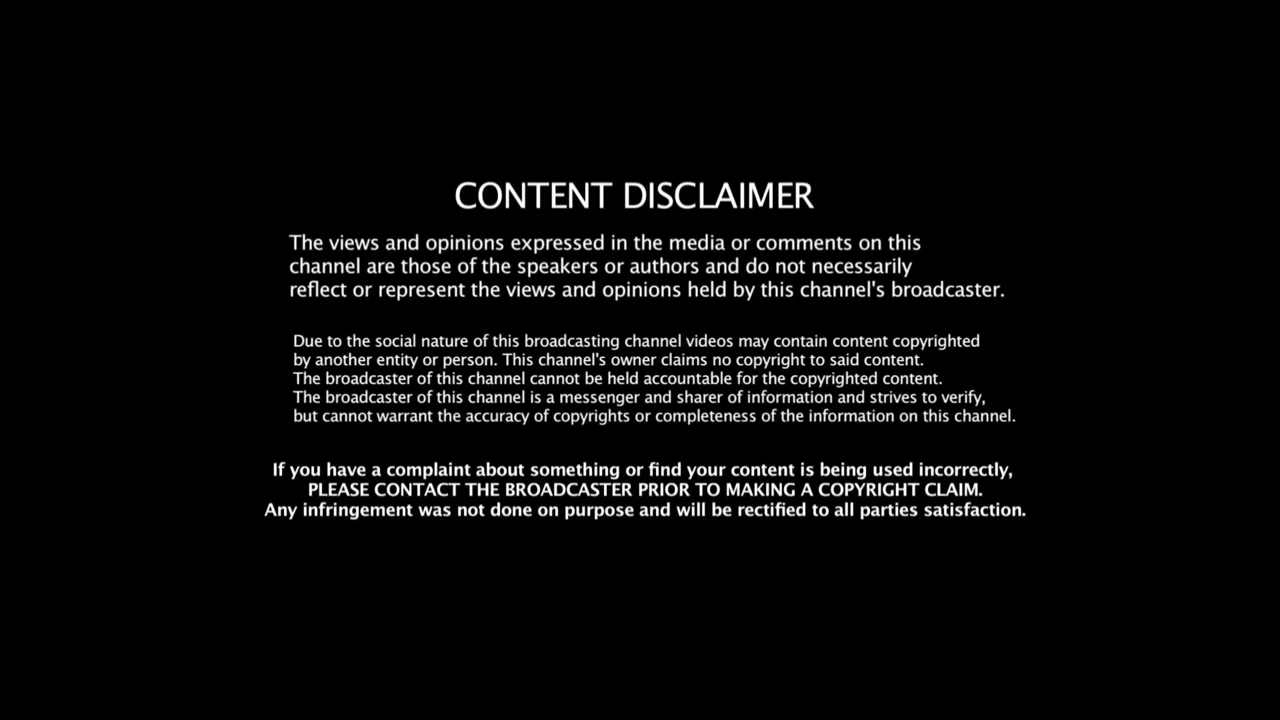 CONTENT DISCLAIMER
The views and opinions expressed in the media or comments on this
channel are those of the speakers or authors and do not necessarily
reflect or represent the views and opinions held by this channel's broadcaster.
Due to the social nature of this broadcasting channel videos may contain content copyrighted
by another entity or person. This channel's owner claims no copyright to said content.
The broadcaster of this channel cannot be held accountable for the copyrighted content.
The broadcaster of this channel is a messenger and sharer of information and strives to verify,
but cannot warrant the accuracy of copyrights or completeness of the information on this channel.
If you have a complaint about something or find your content is being used incorrectly,
PLEASE CONTACT THE BROADCASTER PRIOR TO MAKING A COPYRIGHT CLAIM.
Any infringement was not done on purpose and will be rectified to all parties satisfaction.